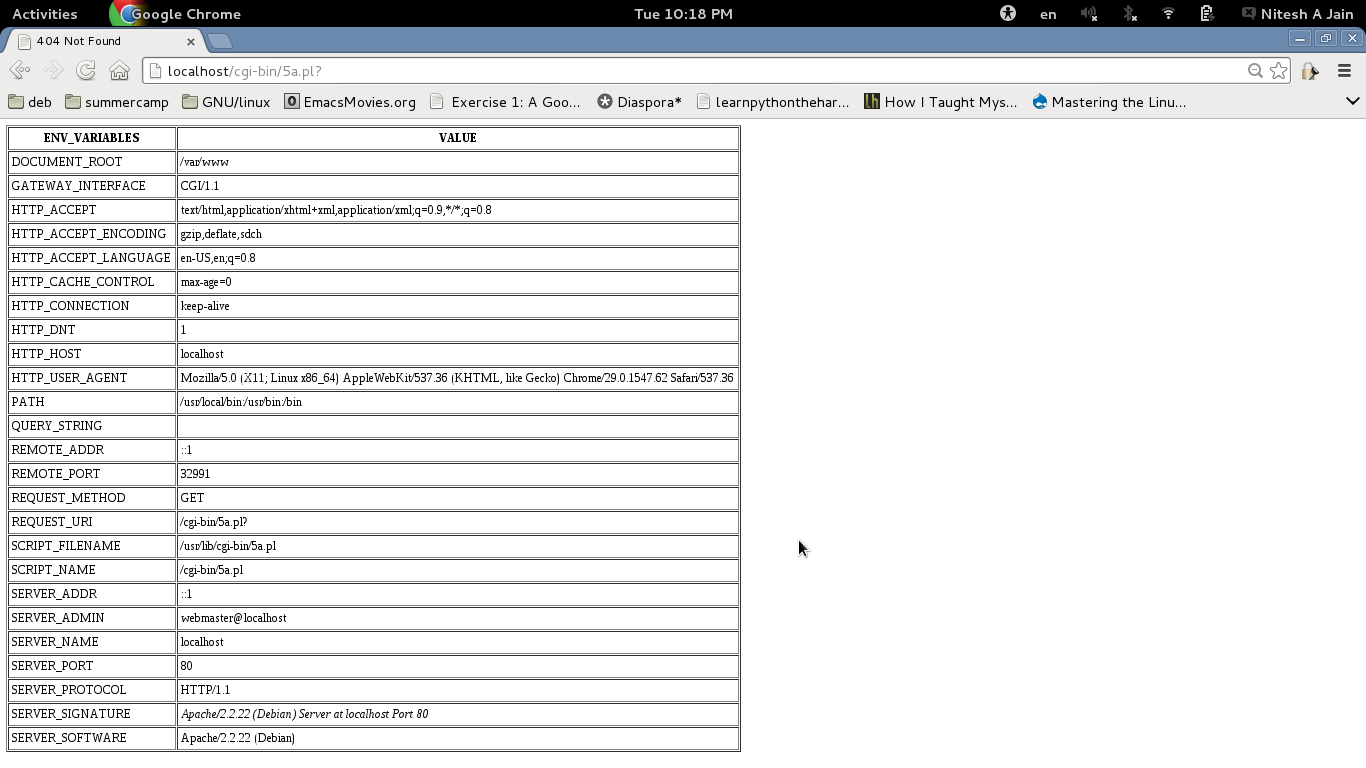 Activities Google Chrome Tue 10:18 PM en Nitesh A Jain
404 Not Found
localhost/cgi-bin/5a.pl?
deb summercamp GNU/linux EmacsMovies.org Exercise 1: A Goo... Diaspora* learnpythonthehar... How I Taught Mys... Mastering the Linu...
ENV_VARIABLES VALUE
DOCUMENT_ROOT /var/www
GATEWAY_INTERFACE CGI/1.1
HTTP_ACCEPT text/html,application/xhtml+xml,application/xml;q=0.9,*/*;q=0.8
HTTP_ACCEPT_ENCODING gzip,deflate,sdch
HTTP_ACCEPT_LANGUAGE en-US,en;q=0.8
HTTP_CACHE_CONTROL max-age=0
HTTP_CONNECTION keep-alive
HTTP_DNT 1
HTTP_HOST localhost
HTTP_USER_AGENT Mozilla/5.0 (X11; Linux x86_64) AppleWebKit/537.36 (KHTML, like Gecko) Chrome/29.0.1547.62 Safari/537.36
PATH /usr/local/bin:/usr/bin:/bin
QUERY_STRING
REMOTE_ADDR ::1
REMOTE_PORT 32991
REQUEST_METHOD GET
REQUEST_URI /cgi-bin/5a.pl?
SCRIPT_FILENAME /usr/lib/cgi-bin/5a.pl
SCRIPT_NAME /cgi-bin/5a.pl
SERVER_ADDR ::1
SERVER_ADMIN webmaster@localhost
SERVER_NAME localhost
SERVER_PORT 80
SERVER_PROTOCOL HTTP/1.1
SERVER_SIGNATURE Apache/2.2.22 (Debian) Server at localhost Port 80
SERVER_SOFTWARE Apache/2.2.22 (Debian)